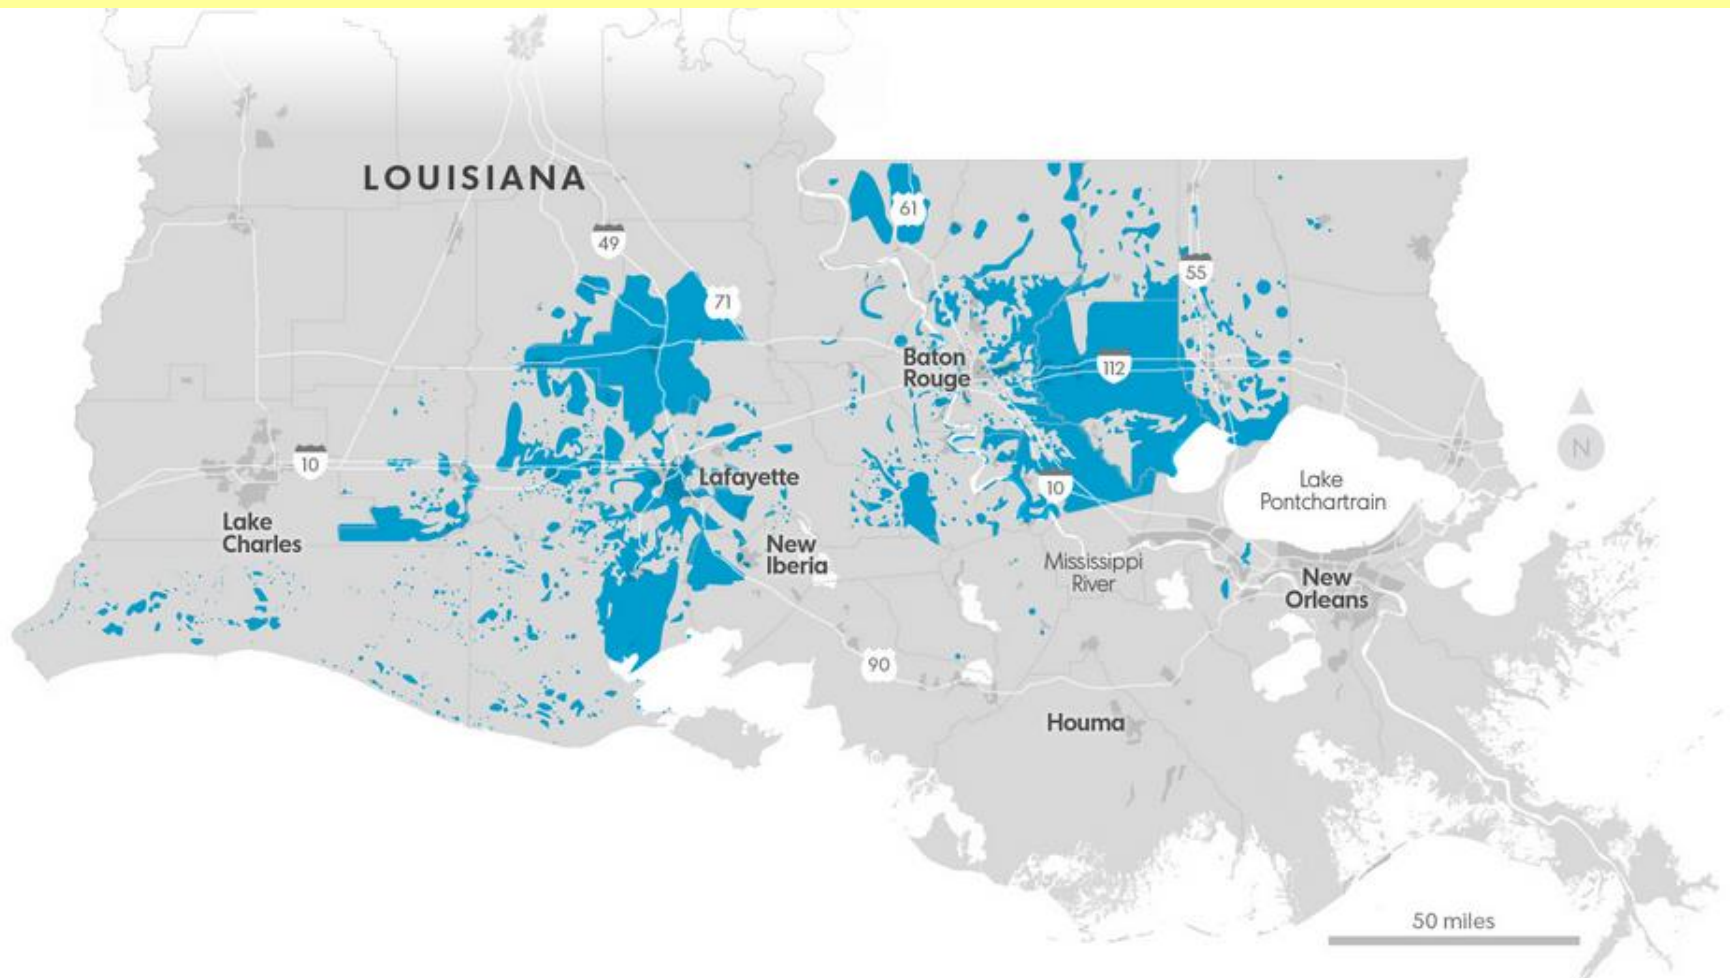 LOUISIANA
61
49
55
71
Baton
Rouge
112
10
Lafayette
10
Lake
Pontchartrain
N
Lake
Charles
New
Iberia
Mississippi
River
New
Orleans
90
Houma
50 miles